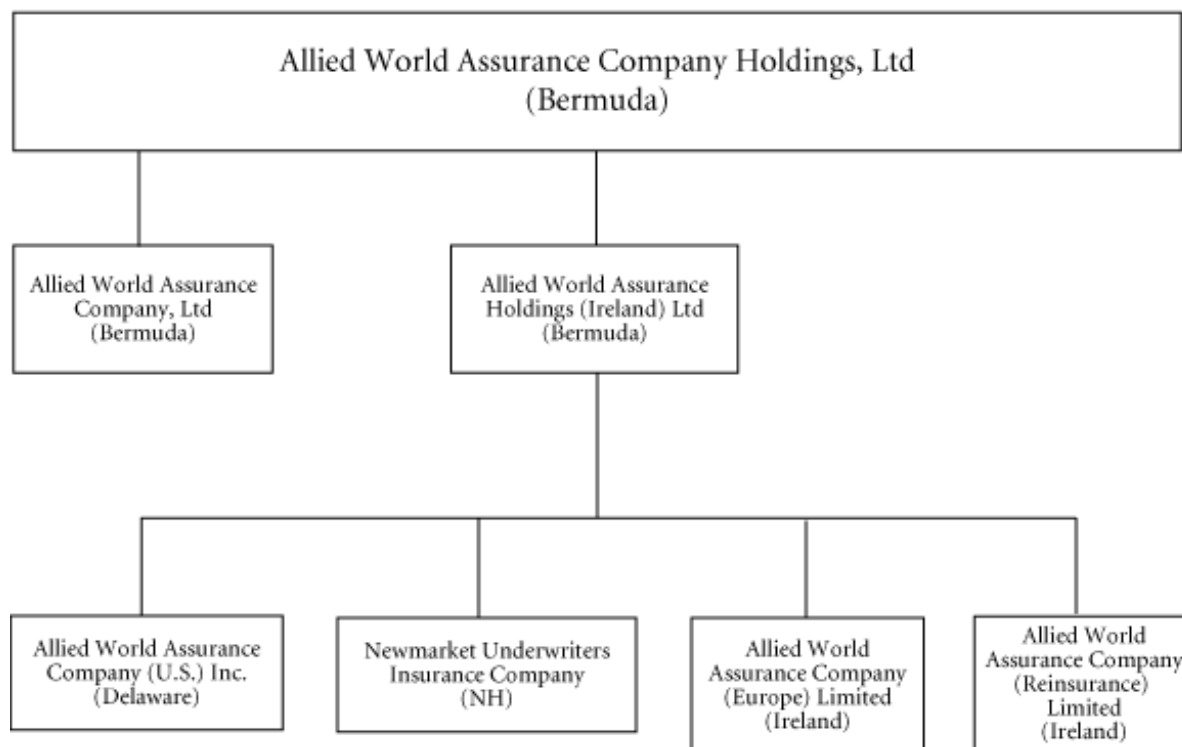 Allied World Assurance Company Holdings, Ltd
(Bermuda)
Allied World Assurance
Company, Ltd
(Bermuda)
Allied World Assurance
Holdings (Ireland) Ltd
(Bermuda)
Allied World Assurance
Company (U.S.) Inc.
(Delaware)
Newmarket Underwriters
Insurance Company
(NH)
Allied World
Assurance Company
(Europe) Limited
(Ireland)
Allied World
Assurance Company
(Reinsurance)
Limited
(Ireland)